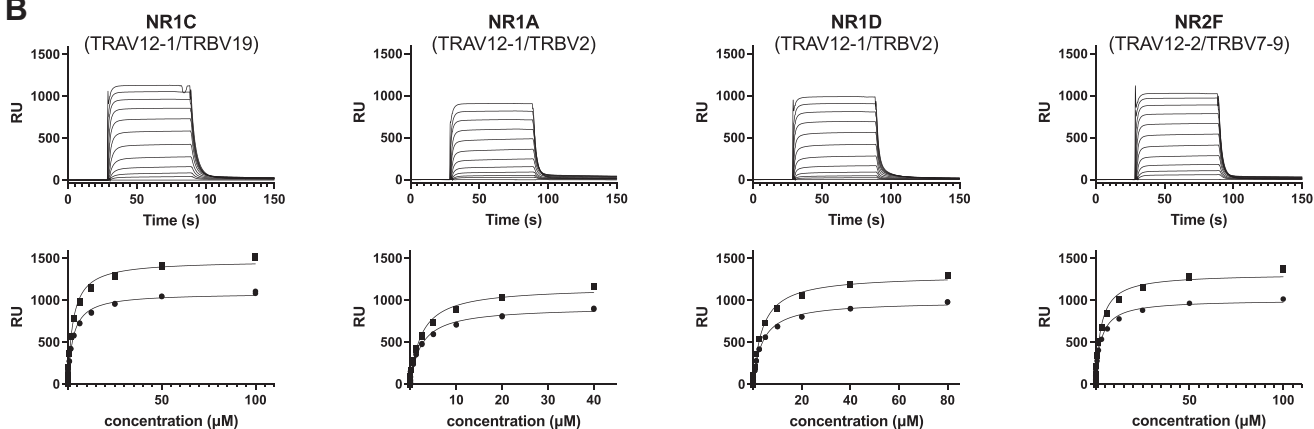 B
NR1C
(TRAV12-1/TRBV19)
1500
1000
500
0
RU
0 50 100 150
Time (s)
NR1A
(TRAV12-1/TRBV2)
1500
1000
500
0
RU
0 50 100 150
Time (s)
NR1D
(TRAV12-1/TRBV2)
1500
1000
500
0
RU
0 50 100 150
Time (s)
NR2F
(TRAV12-2/TRBV7-9)
1500
1000
500
0
RU
0 50 100 150
Time (s)
1500
1000
500
0
RU
0 50 100
concentration (µM)
1500
1000
500
0
RU
0 10 20 30 40
concentration (µM)
1500
1000
500
0
RU
0 20 40 60 80
concentration (µM)
1500
1000
500
0
RU
0 50 100
concentration (µM)